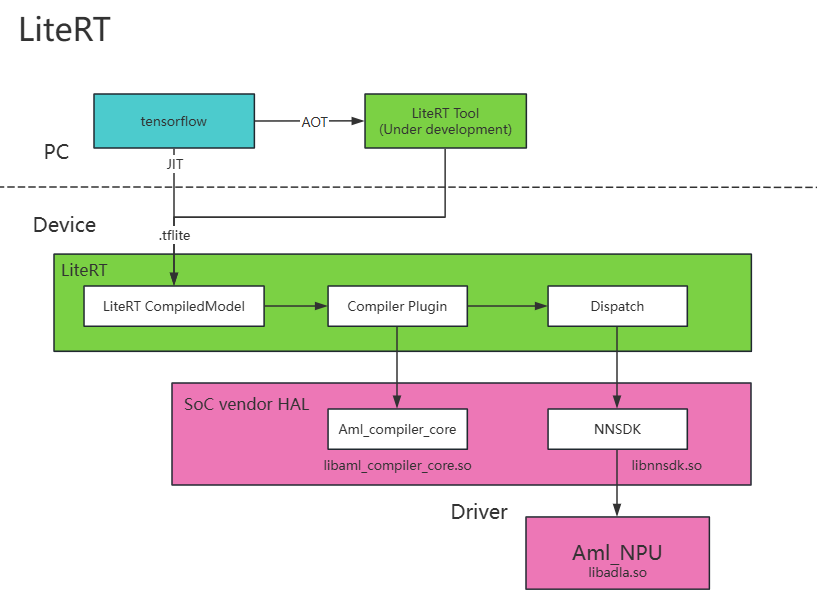 LiteRT
tensorflow
AOT
LiteRT Tool
(Under development)
PC
JIT
Device
.tflite
LiteRT
LiteRT CompiledModel
Compiler Plugin
Dispatch
SoC vendor HAL
Aml_compiler_core
NNSDK
libaml_compiler_core.so
libnnsdk.so
Driver
Aml_NPU
libadla.so